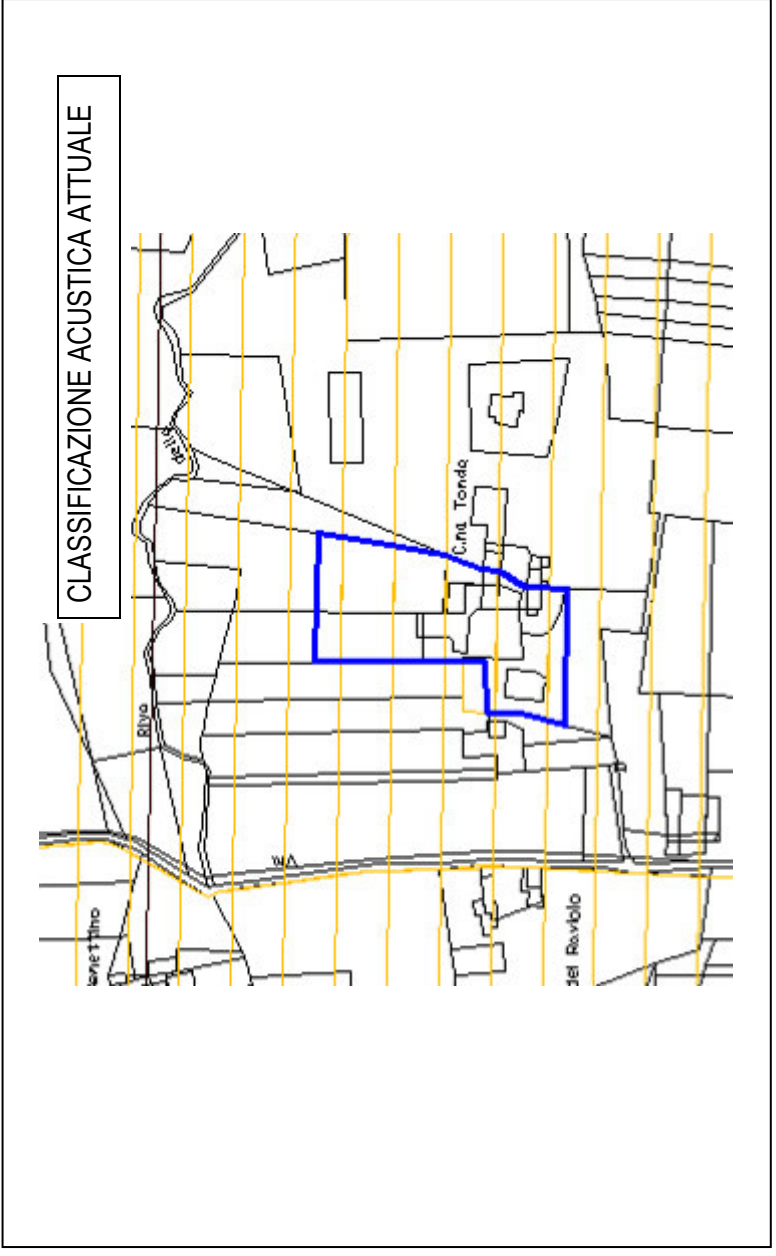 CLASSIFICAZIONE ACUSTICA ATTUALE
della
C.na Tonda
Riva
VIA
del Raviolo